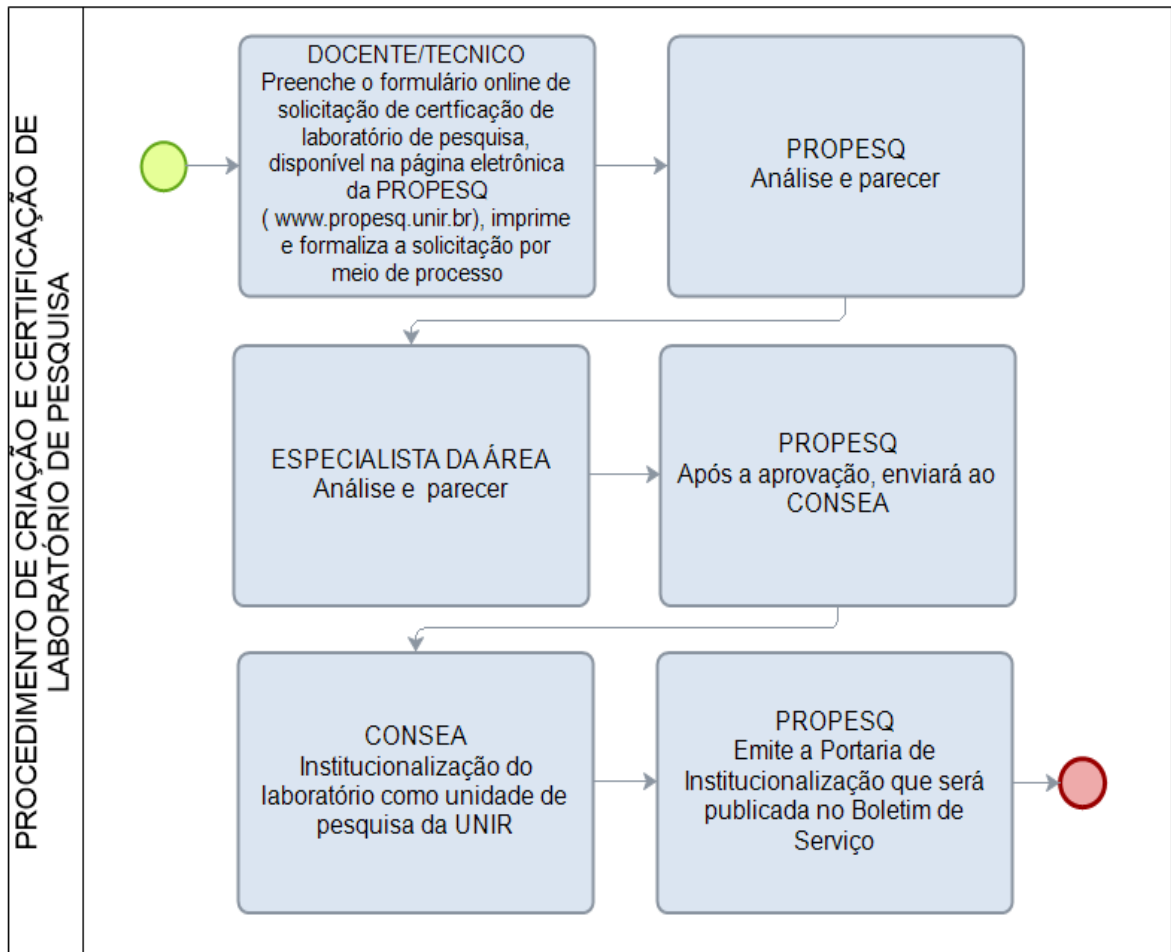 PROCEDIMENTO DE CRIAÇÃO E CERTIFICAÇÃO DE
LABORATÓRIO DE PESQUISA
DOCENTE/TECNICO
Preenche o formulário online de
solicitação de certficação de
laboratório de pesquisa,
disponível na página eletrônica
da PROPESQ
( www.propesq.unir.br), imprime
e formaliza a solicitação por
meio de processo
PROPESQ
Análise e parecer
ESPECIALISTA DA ÁREA
Análise e parecer
PROPESQ
Após a aprovação, enviará ao
CONSEA
CONSEA
Institucionalização do
laboratório como unidade de
pesquisa da UNIR
PROPESQ
Emite a Portaria de
Institucionalização que será
publicada no Boletim de
Serviço